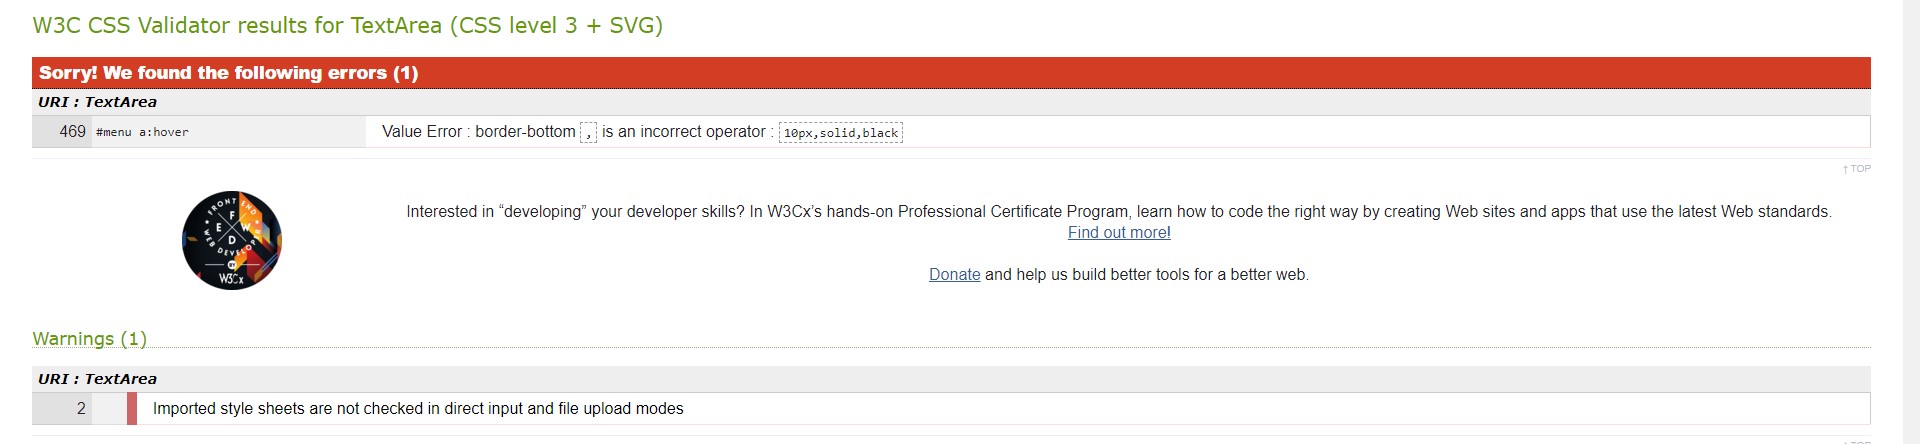 W3C CSS Validator results for TextArea (CSS level 3 + SVG)
Sorry! We found the following errors (1)
URI : TextArea
469 #menu a:hover Value Error : border-bottom , is an incorrect operator : 10px,solid,black
↑ TOP
FRONT END
F E W D
WEB DEVELOPER
BY
W3Cx
Interested in “developing” your developer skills? In W3Cx’s hands-on Professional Certificate Program, learn how to code the right way by creating Web sites and apps that use the latest Web standards.
Find out more!
Donate and help us build better tools for a better web.
Warnings (1)
URI : TextArea
2 Imported style sheets are not checked in direct input and file upload modes